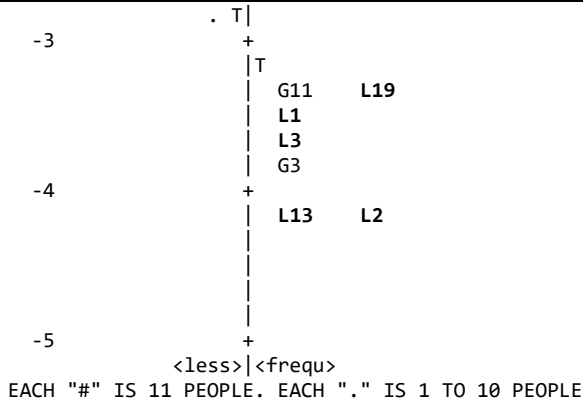 . T|
-3 +
|T
| G11 L19
| L1
| L3
| G3
-4 +
| L13 L2
|
|
|
|
-5 +
<less>|<frequ>
EACH "#" IS 11 PEOPLE. EACH "." IS 1 TO 10 PEOPLE